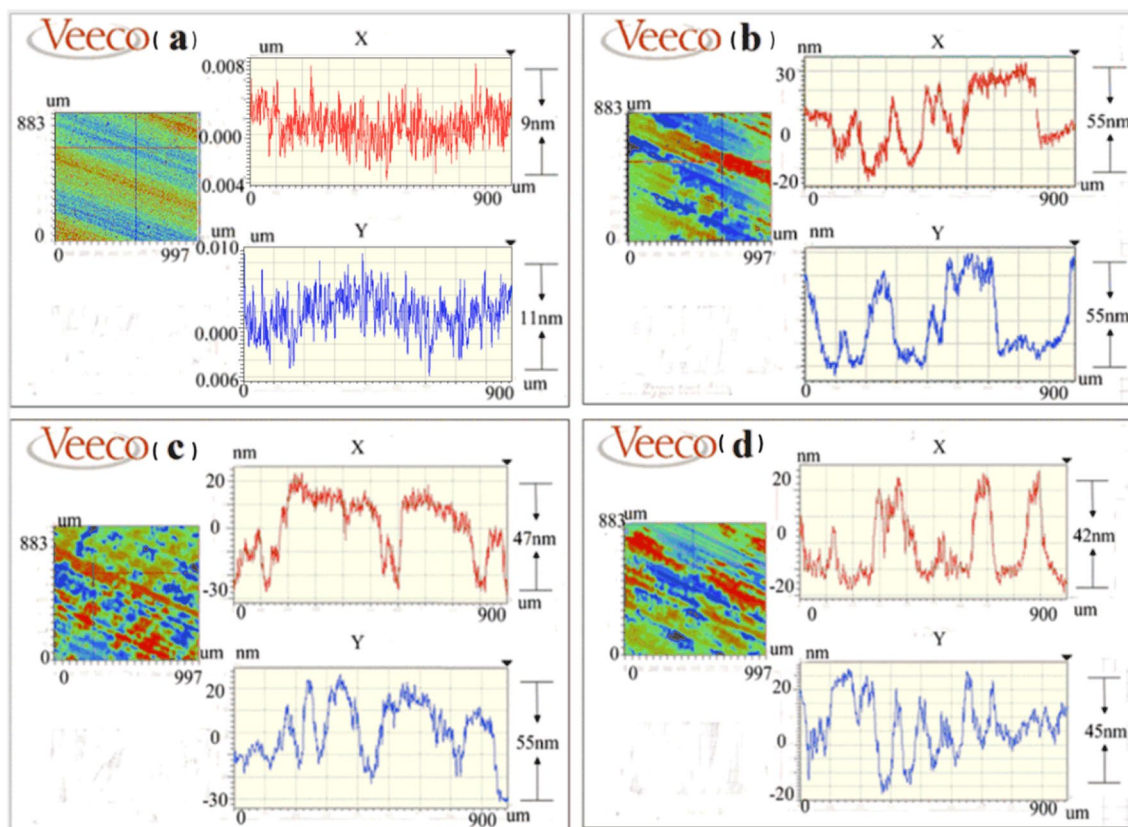 Veeco ( a )
um
X
0.008
0.000
0.004
0
900
um
9nm
um
883
0
0
997
um
um
Y
0.010
0.000
0.006
0
900
um
11nm
Veeco ( b )
nm
X
30
0
-20
0
900
um
55nm
um
883
0
0
997
um
nm
Y
0
900
um
55nm
Veeco ( c )
nm
X
20
0
-30
0
900
um
47nm
um
883
0
0
997
um
nm
Y
20
0
-30
0
900
um
55nm
Veeco ( d )
nm
X
20
0
-20
0
900
um
42nm
883 um
0
0
997
um
nm
Y
20
0
-20
0
900
um
45nm